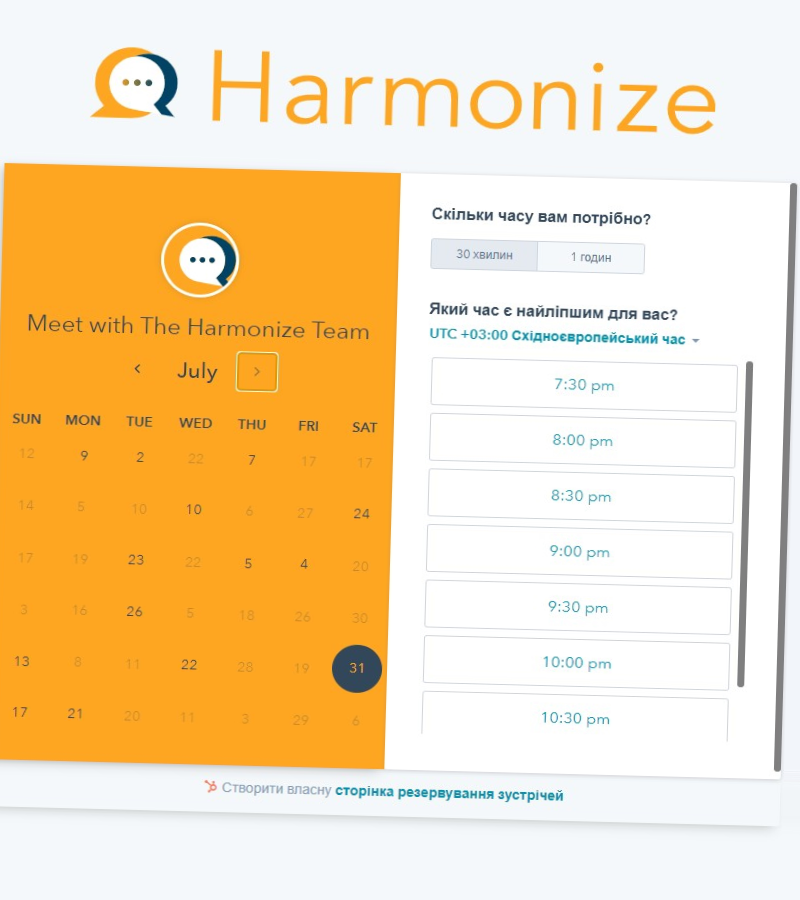 Harmonize
Meet with The Harmonize Team
July
SUN MON TUE WED THU FRI SAT
12 9 2 22 7 17 17
14 5 10 10 6 27 24
17 19 23 22 5 4 20
3 16 26 5 18 26 30
13 8 11 22 28 19 31
17 21 20 11 3 29 6
Скільки часу вам потрібно?
30 хвилин 1 годин
Який час є найліпшим для вас?
UTC +03:00 Східноєвропейський час
7:30 pm
8:00 pm
8:30 pm
9:00 pm
9:30 pm
10:00 pm
10:30 pm
Створити власну сторінка резервування зустрічей